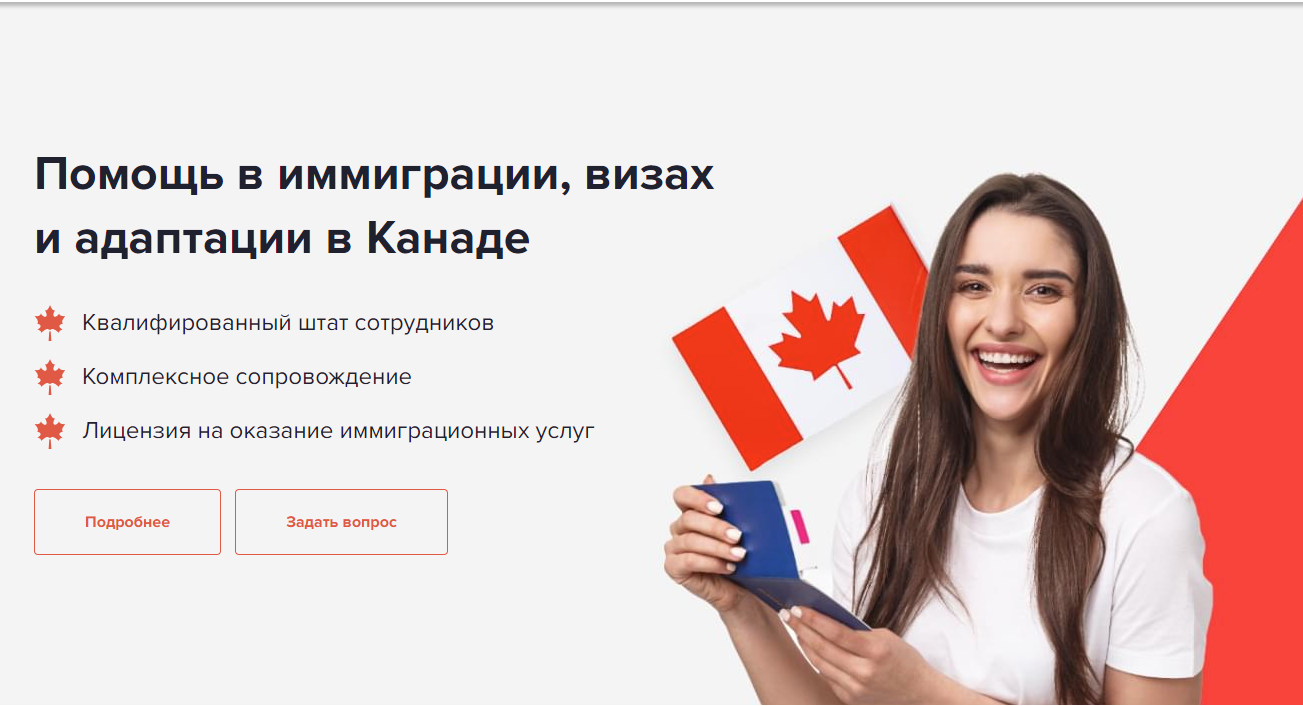 Помощь в иммиграции, визах
и адаптации в Канаде
Квалифированный штат сотрудников
Комплексное сопровождение
Лицензия на оказание иммиграционных услуг
Подробнее
Задать вопрос